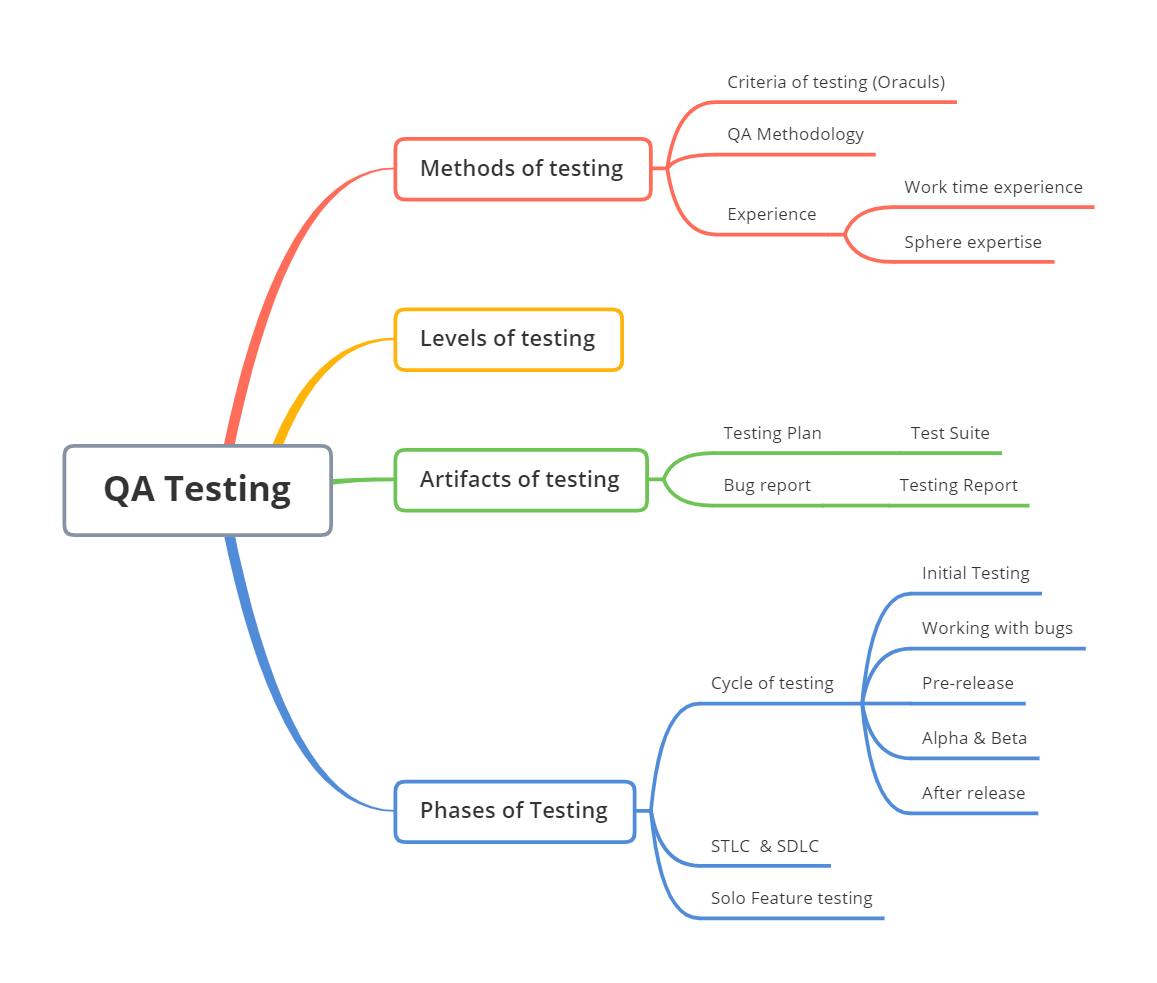 QA Testing
Methods of testing
Criteria of testing (Oraculs)
QA Methodology
Experience
Work time experience
Sphere expertise
Levels of testing
Artifacts of testing
Testing Plan
Test Suite
Bug report
Testing Report
Phases of Testing
Cycle of testing
Initial Testing
Working with bugs
Pre-release
Alpha & Beta
After release
STLC  & SDLC
Solo Feature testing